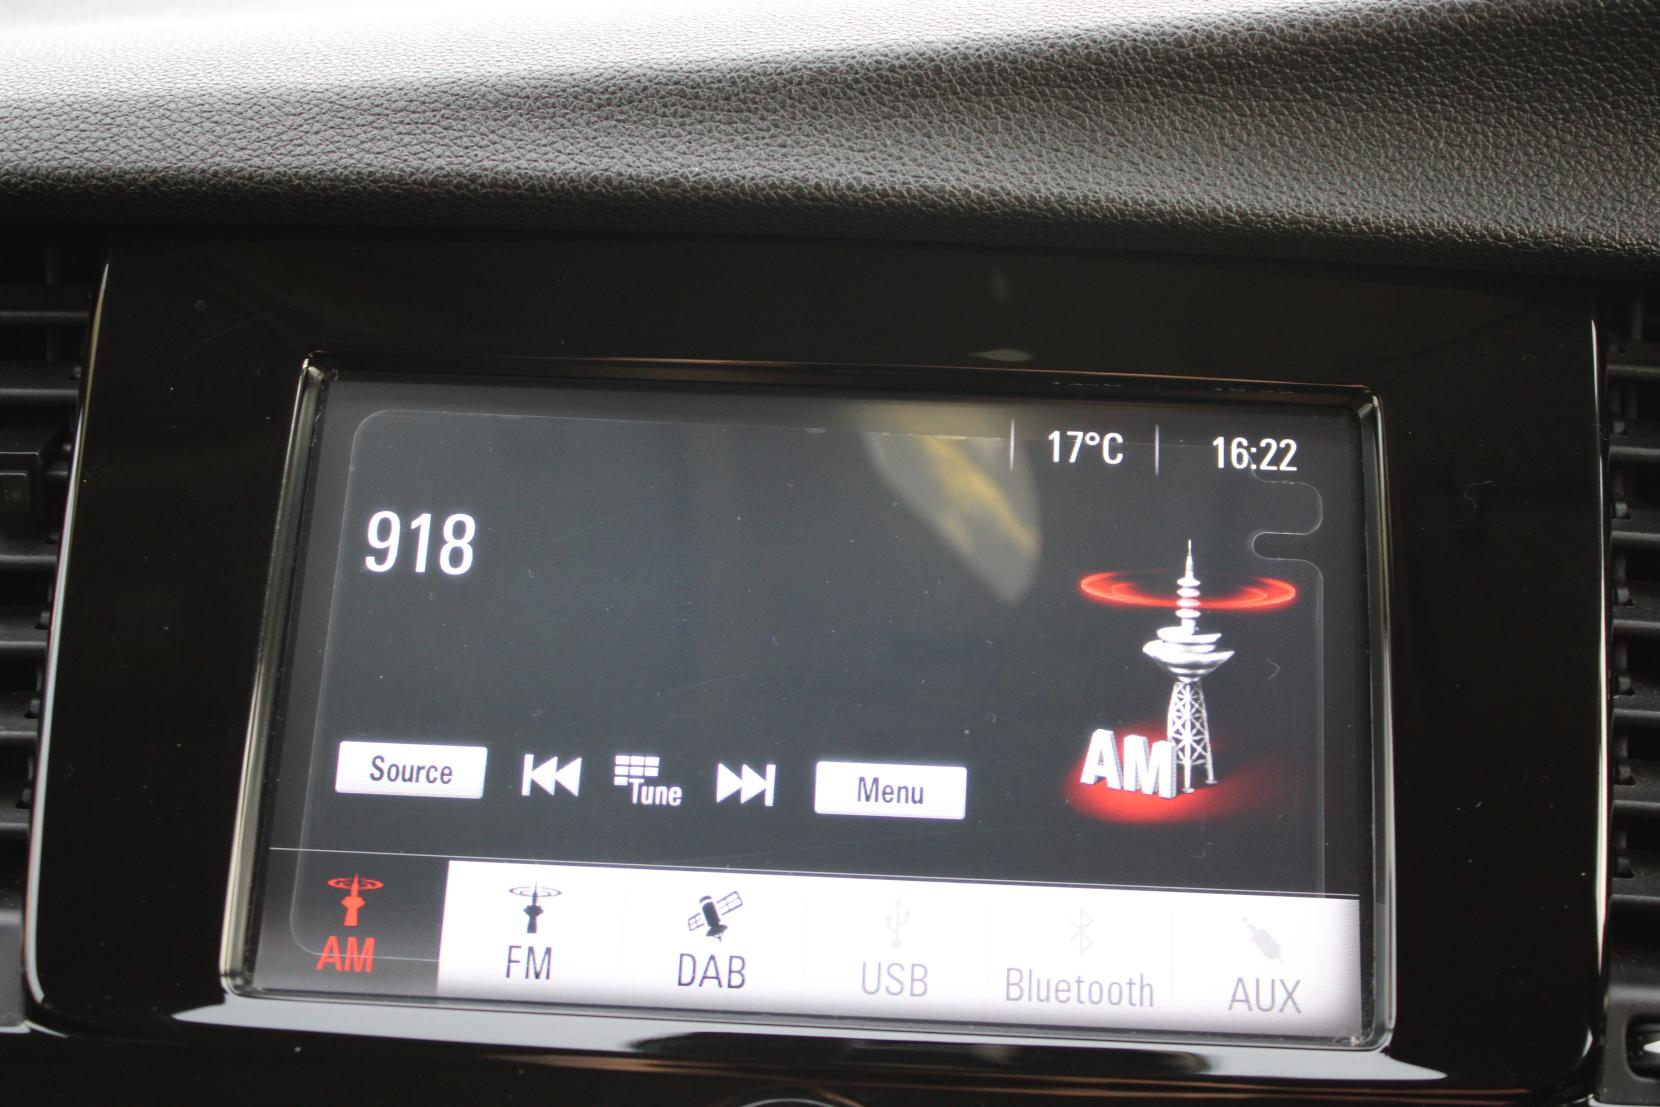 17°C 16:22
918
Source Tune Menu
AM
AM FM DAB USB Bluetooth AUX